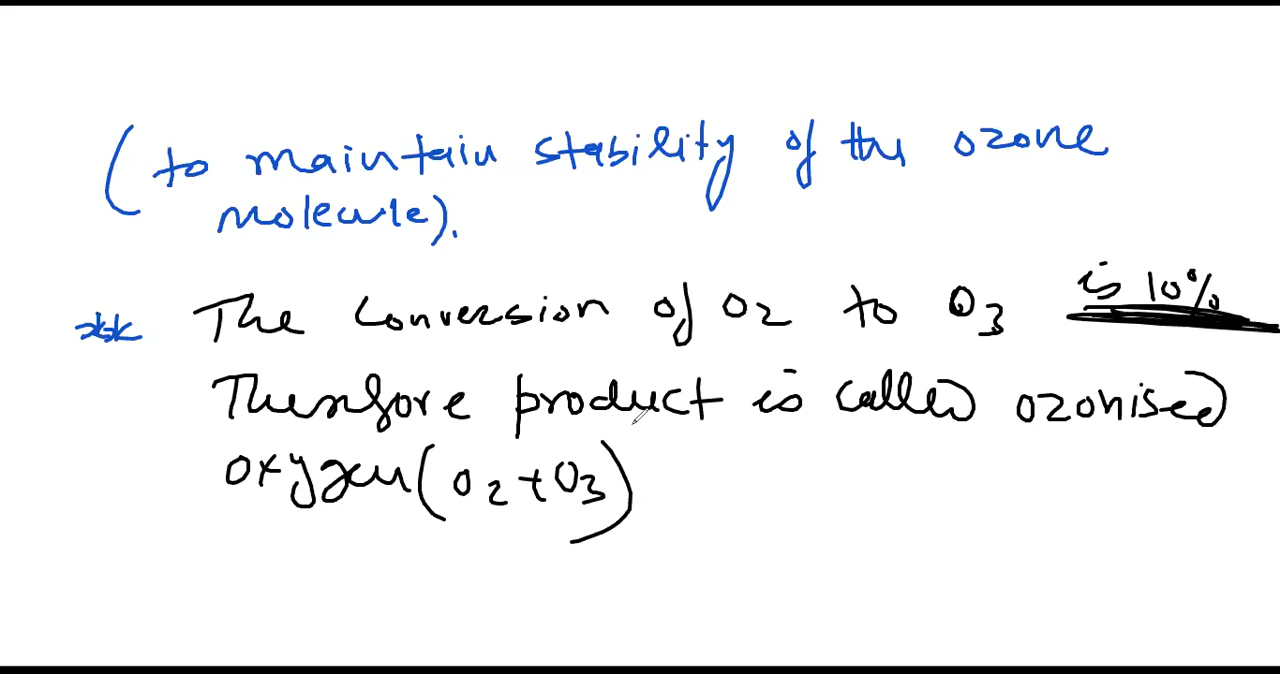 (to maintain stability of the ozone
molecule).
** The conversion of O2 to O3 is 10%
Therefore product is called ozonised
oxygen (O2+O3)